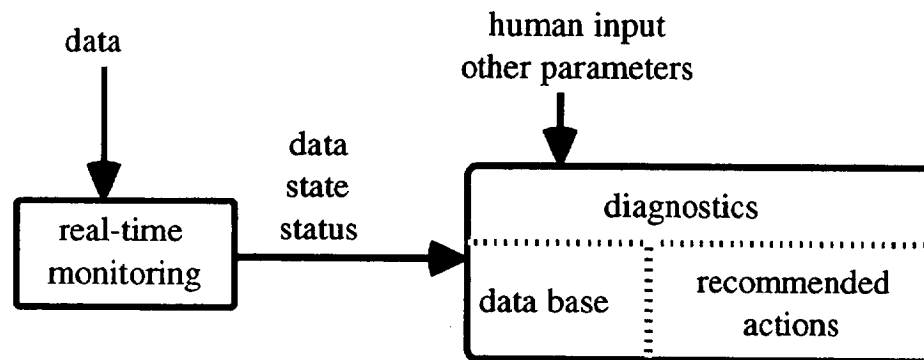 data
human input
other parameters
data
state
status
real-time
monitoring
diagnostics
data base
recommended
actions